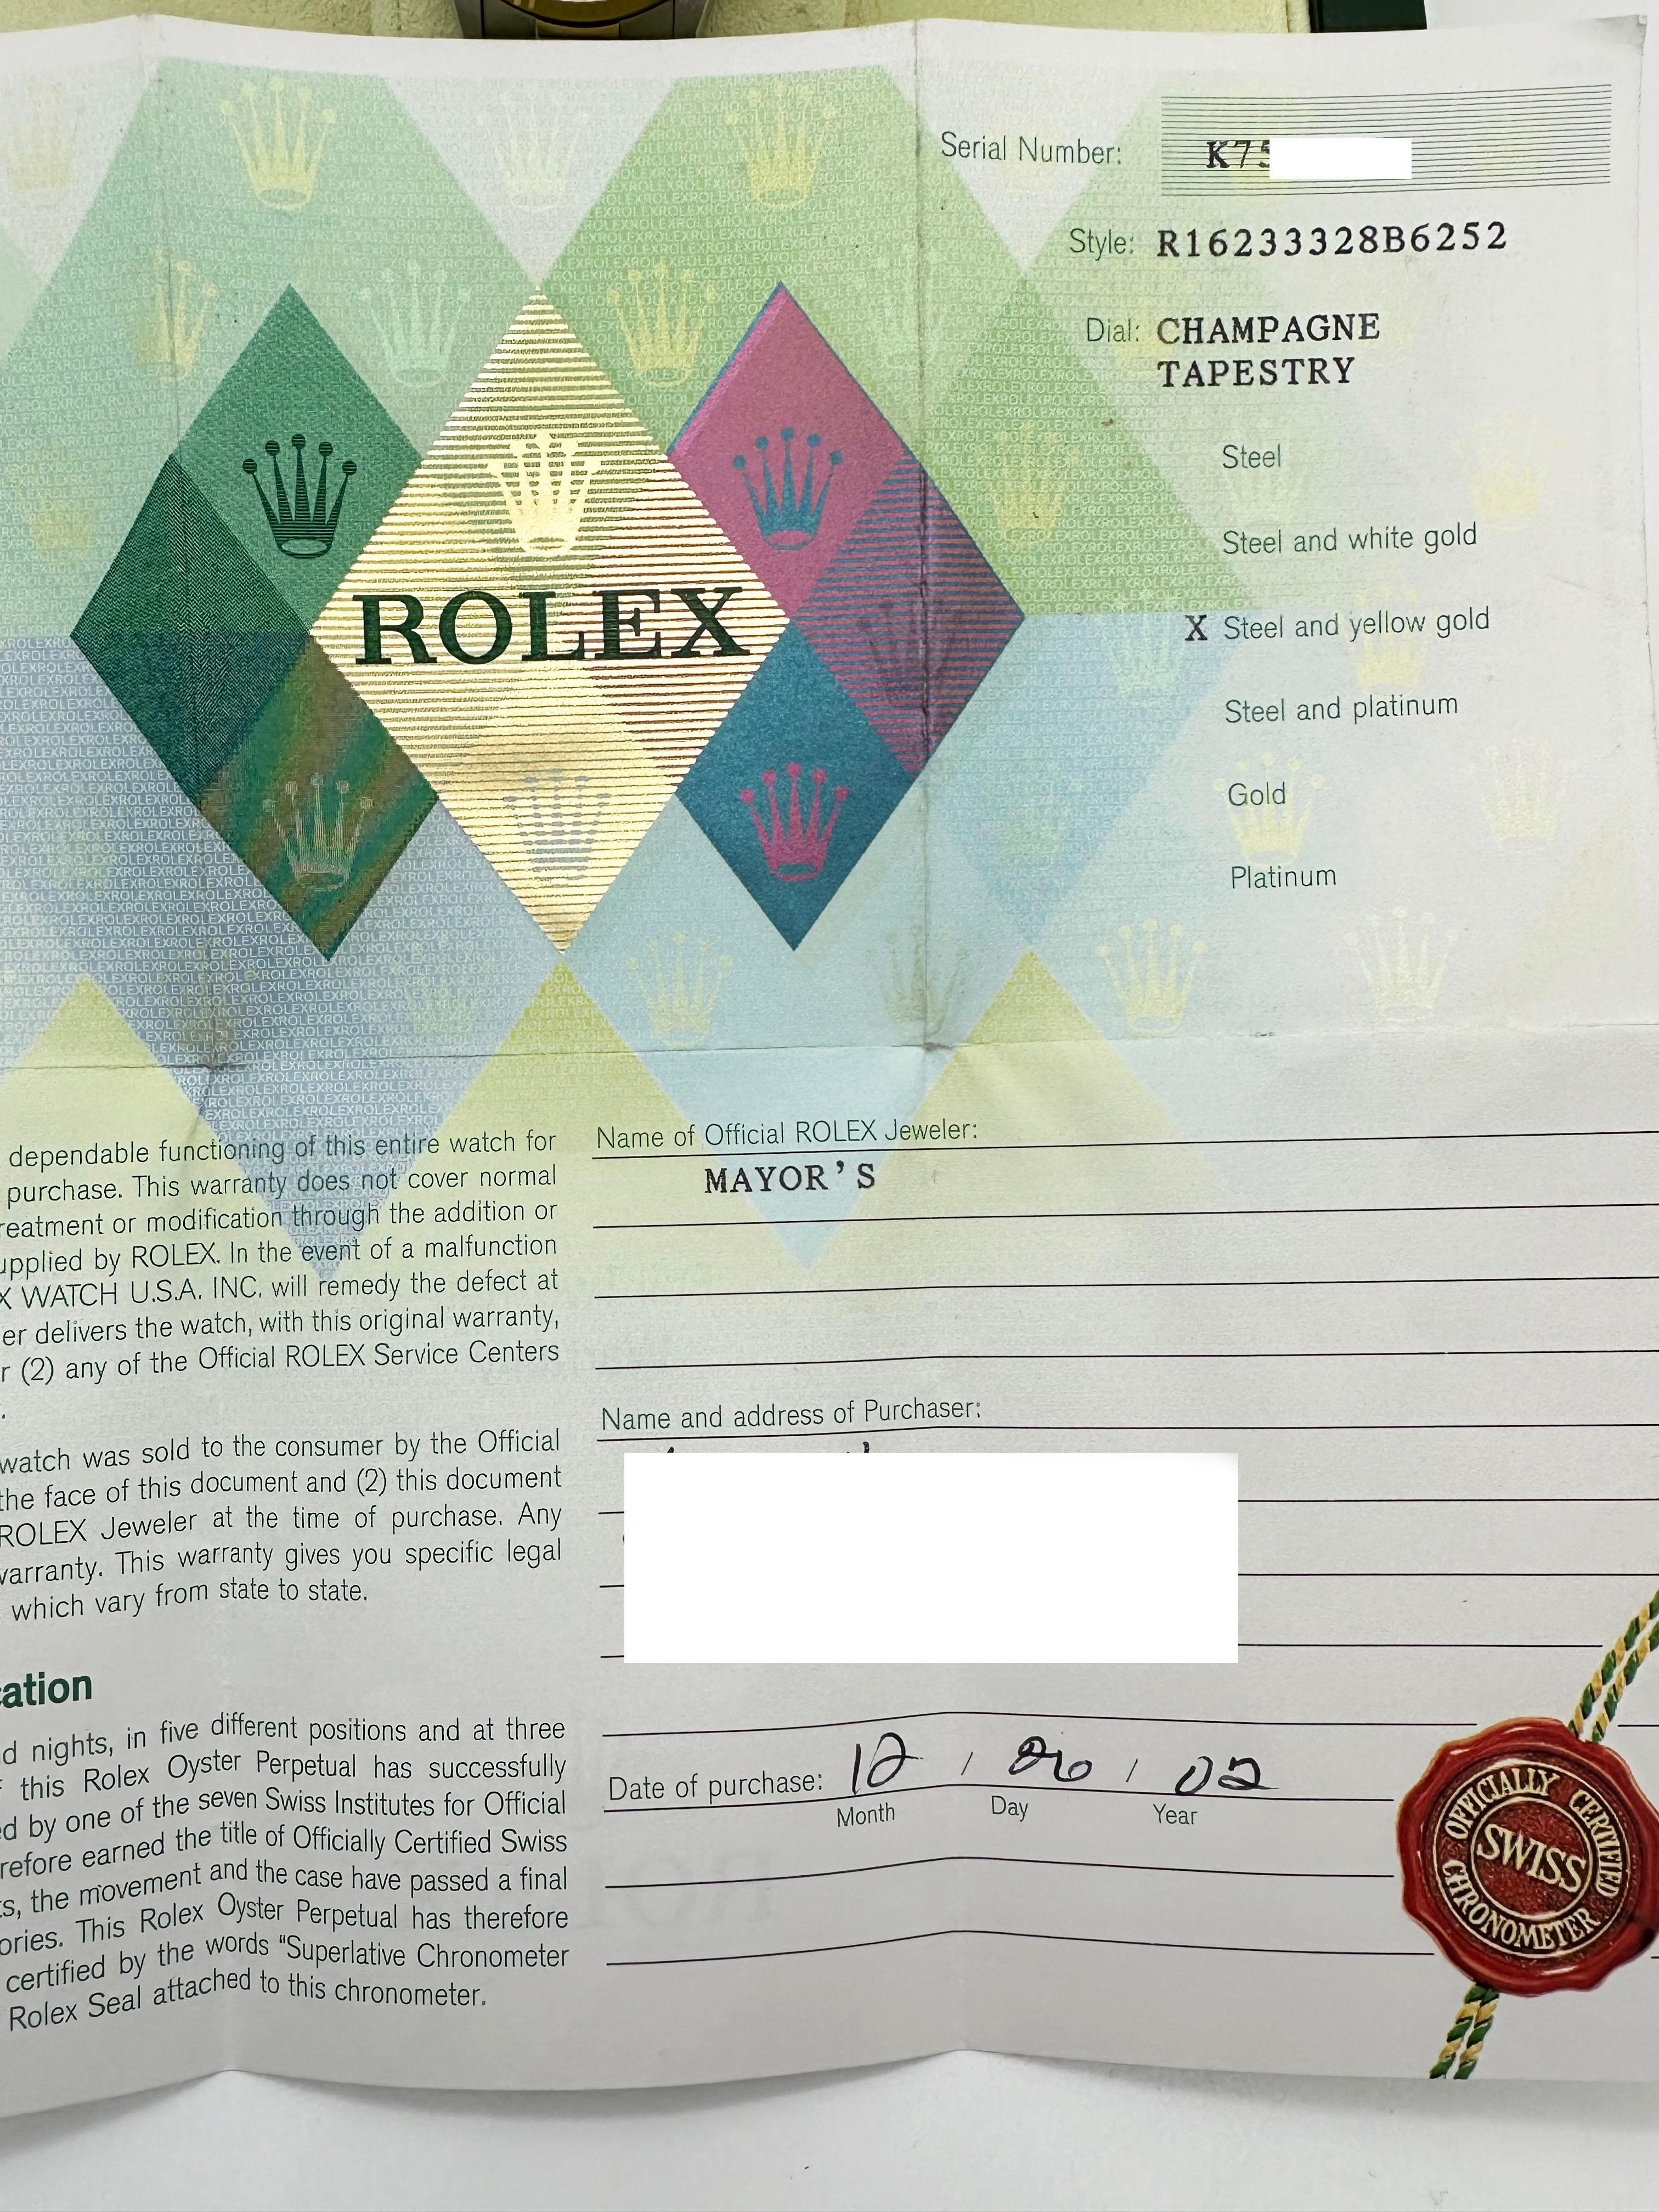 Serial Number: K75
Style: R16233328B6252
Dial: CHAMPAGNE
TAPESTRY
Steel
Steel and white gold
X Steel and yellow gold
Steel and platinum
Gold
Platinum
ROLEX
dependable functioning of this entire watch for
purchase. This warranty does not cover normal
reatment or modification through the addition or
upplied by ROLEX. In the event of a malfunction
X WATCH U.S.A. INC. will remedy the defect at
er delivers the watch, with this original warranty,
r (2) any of the Official ROLEX Service Centers
.
watch was sold to the consumer by the Official
the face of this document and (2) this document
ROLEX Jeweler at the time of purchase. Any
varranty. This warranty gives you specific legal
which vary from state to state.
cation
d nights, in five different positions and at three
this Rolex Oyster Perpetual has successfully
ed by one of the seven Swiss Institutes for Official
refore earned the title of Officially Certified Swiss
ts, the movement and the case have passed a final
ories. This Rolex Oyster Perpetual has therefore
certified by the words "Superlative Chronometer
Rolex Seal attached to this chronometer.
Name of Official ROLEX Jeweler:
MAYOR'S
Name and address of Purchaser:
Date of purchase: 12 / 26 / 02
Month Day Year
OFFICIALLY CERTIFIED
SWISS
CHRONOMETER